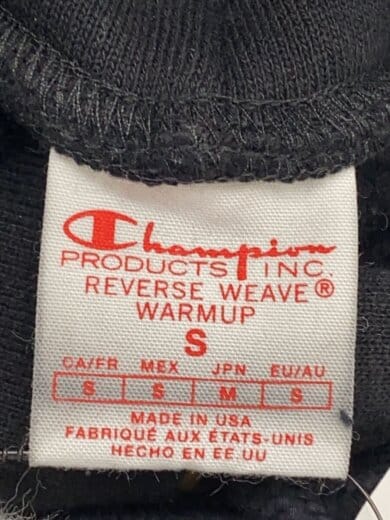 Champion
PRODUCTS INC.
REVERSE WEAVE®
WARMUP
S
CA/FR MEX JPN EU/AU
S S M S
MADE IN USA
FABRIQUÉ AUX ÉTATS-UNIS
HECHO EN EE.UU